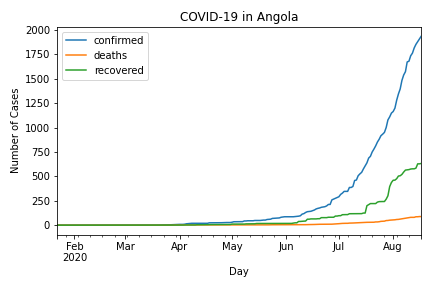 COVID-19 in Angola
confirmed
deaths
recovered
Number of Cases
2000
1750
1500
1250
1000
750
500
250
0
Feb Mar Apr May Jun Jul Aug
2020
Day